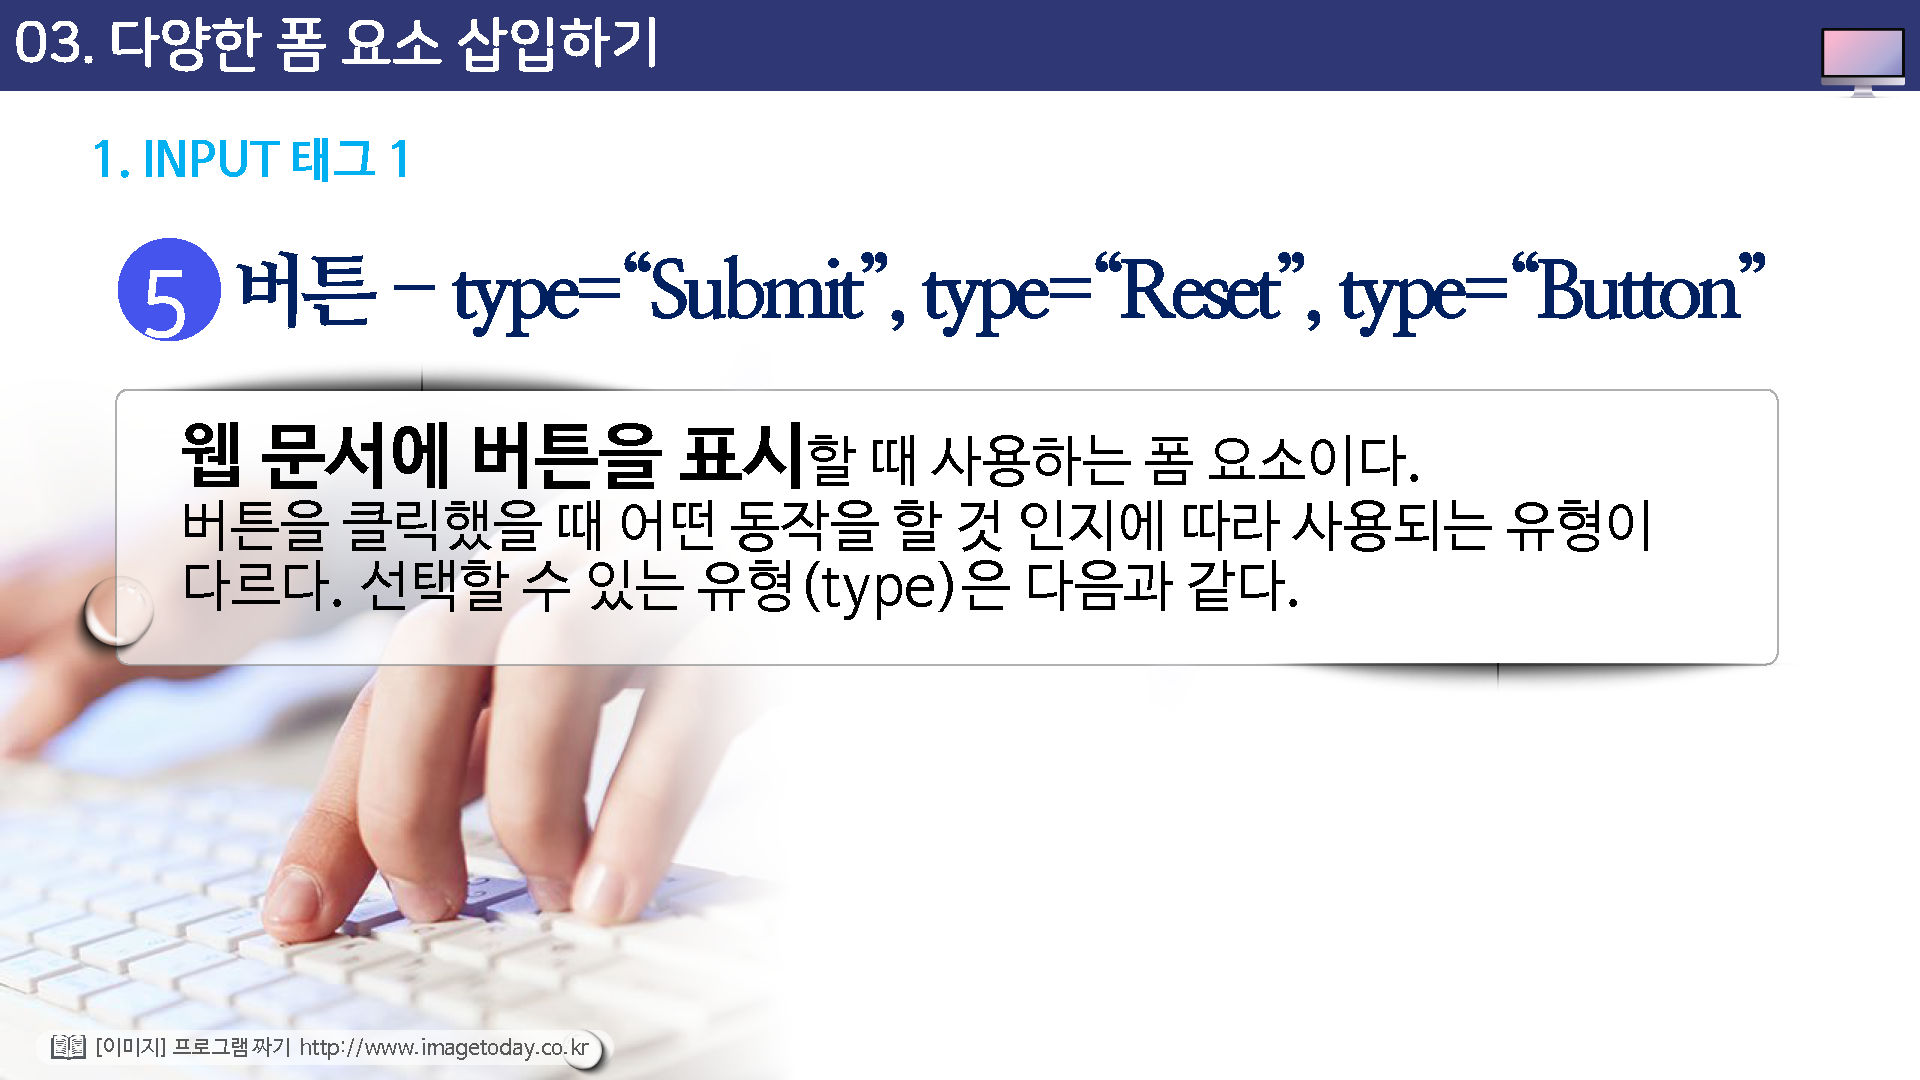 03. 다양한 폼 요소 삽입하기
1. INPUT 태그 1
5 버튼 – type=“Submit”, type=“Reset”, type=“Button”
웹 문서에 버튼을 표시할 때 사용하는 폼 요소이다.
버튼을 클릭했을 때 어떤 동작을 할 것 인지에 따라 사용되는 유형이
다르다. 선택할 수 있는 유형(type)은 다음과 같다.
[이미지] 프로그램 짜기 http://www.imagetoday.co.kr